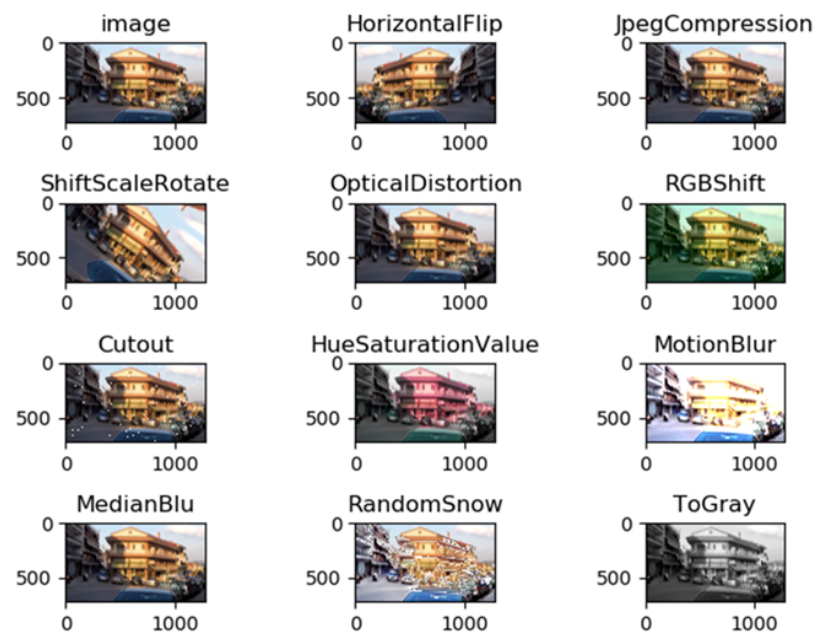 image HorizontalFlip JpegCompression
0 0 0
500 500 500
0 1000 0 1000 0 1000
ShiftScaleRotate OpticalDistortion RGBShift
0 0 0
500 500 500
0 1000 0 1000 0 1000
Cutout HueSaturationValue MotionBlur
0 0 0
500 500 500
0 1000 0 1000 0 1000
MedianBlu RandomSnow ToGray
0 0 0
500 500 500
0 1000 0 1000 0 1000